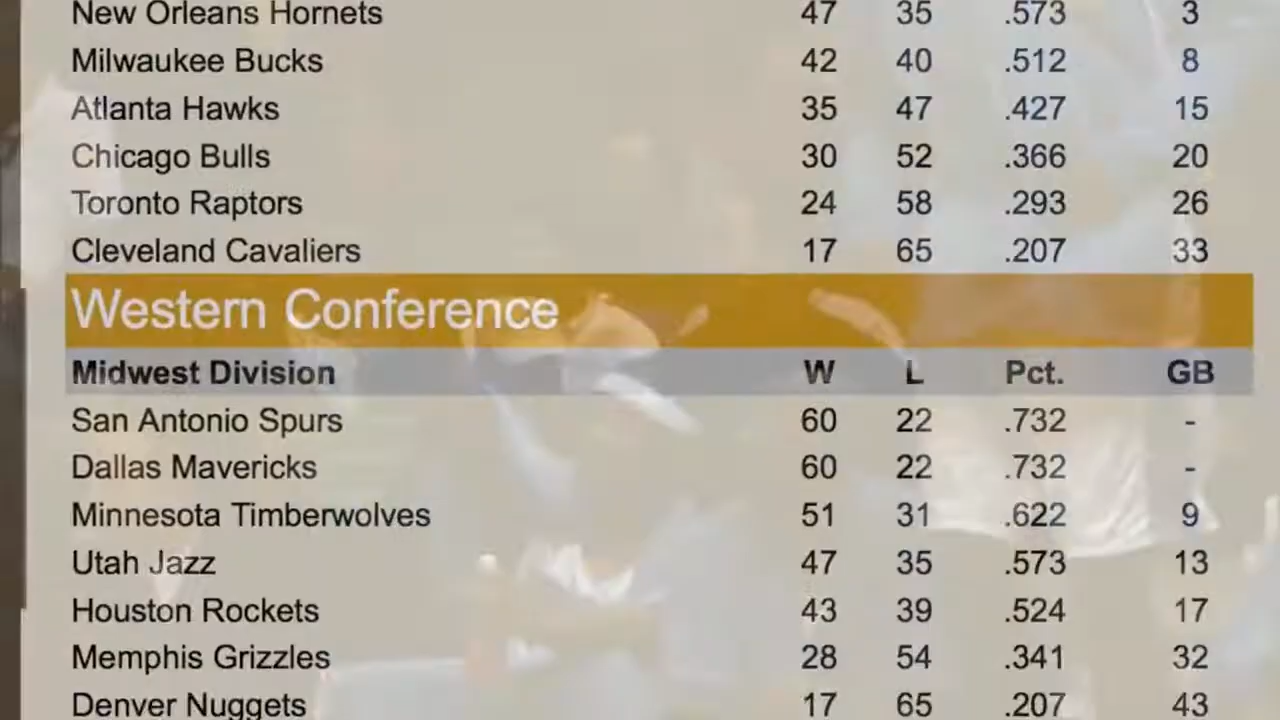 New Orleans Hornets 47 35 .573 3
Milwaukee Bucks 42 40 .512 8
Atlanta Hawks 35 47 .427 15
Chicago Bulls 30 52 .366 20
Toronto Raptors 24 58 .293 26
Cleveland Cavaliers 17 65 .207 33
Western Conference
Midwest Division W L Pct. GB
San Antonio Spurs 60 22 .732 -
Dallas Mavericks 60 22 .732 -
Minnesota Timberwolves 51 31 .622 9
Utah Jazz 47 35 .573 13
Houston Rockets 43 39 .524 17
Memphis Grizzles 28 54 .341 32
Denver Nuggets 17 65 .207 43